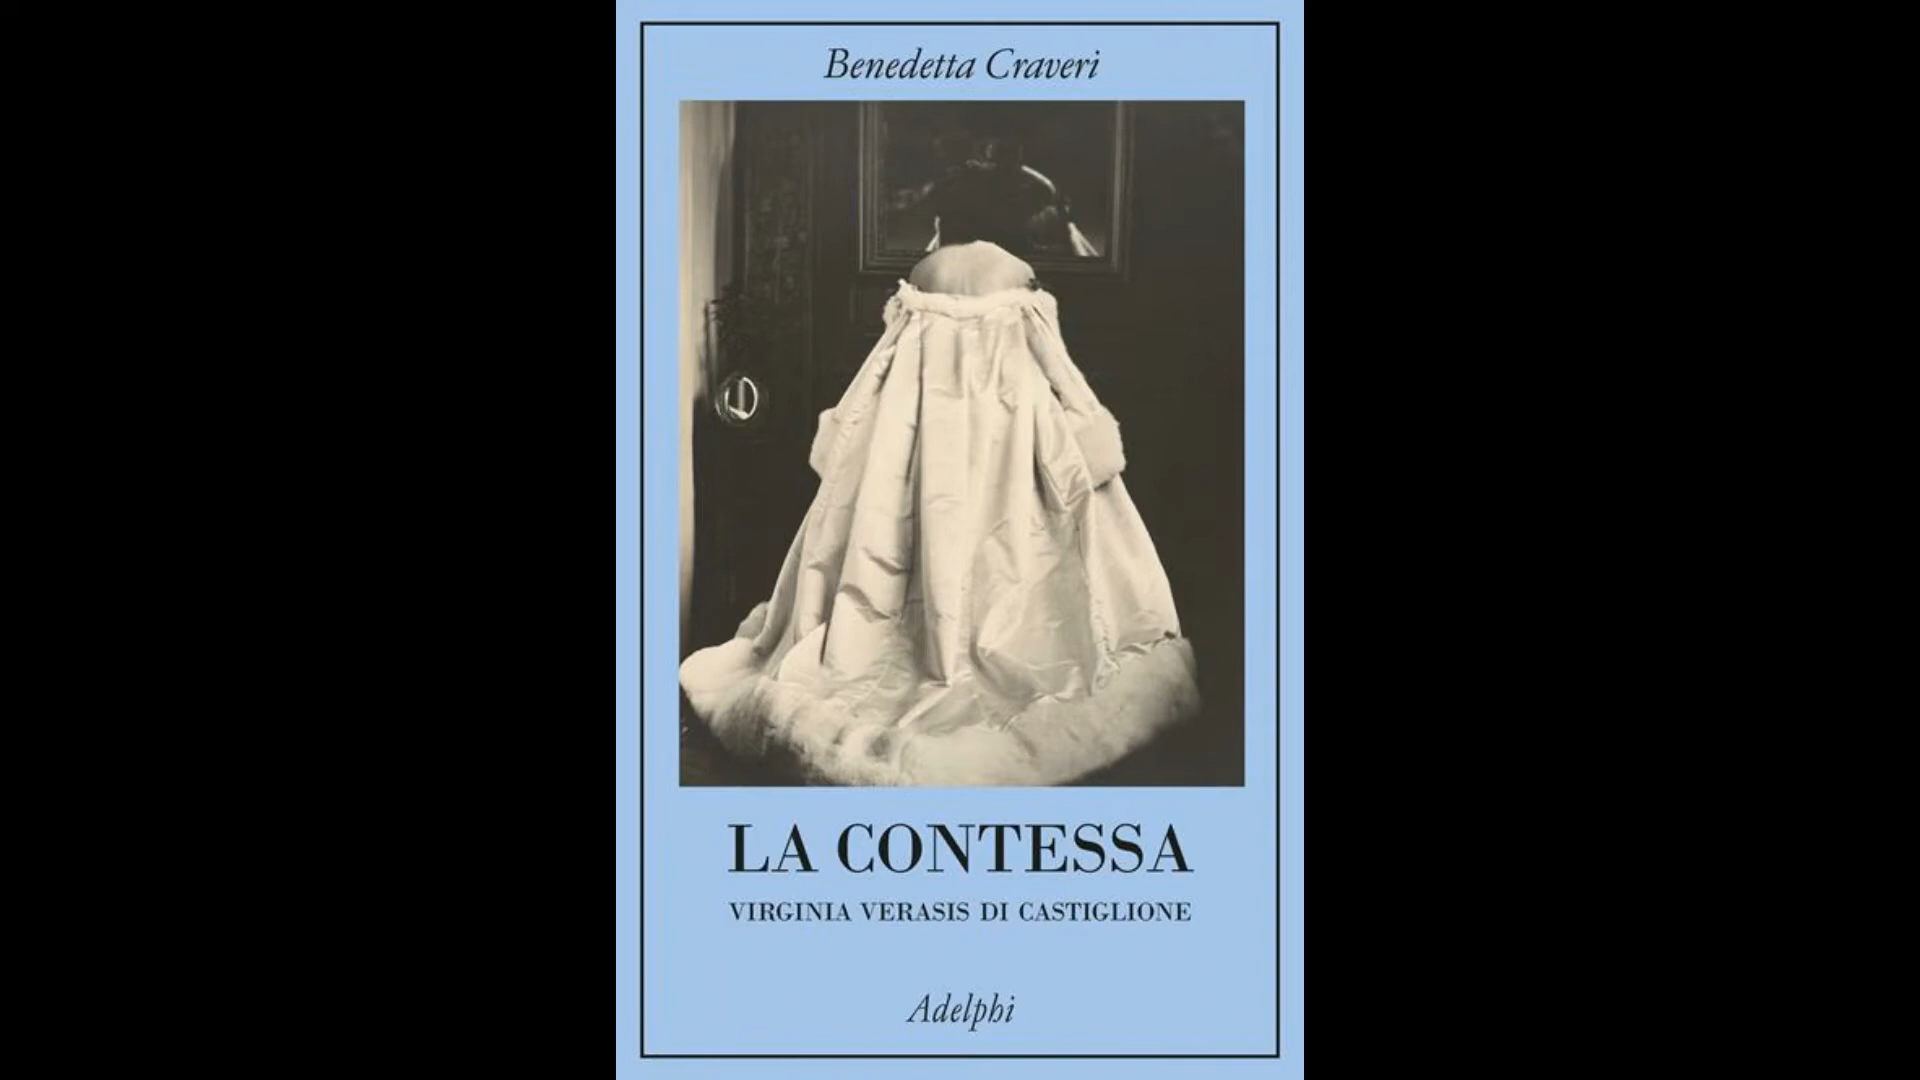 Benedetta Craveri
LA CONTESSA
VIRGINIA VERASIS DI CASTIGLIONE
Adelphi